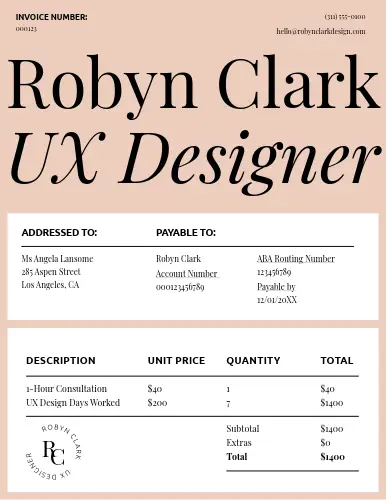 INVOICE NUMBER:
000123
(311) 555-0100
hello@robynclarkdesign.com
Robyn Clark
UX Designer
ADDRESSED TO:
Ms Angela Lansome
285 Aspen Street
Los Angeles, CA
PAYABLE TO:
Robyn Clark
Account Number
000123456789
ABA Routing Number
123456789
Payable by
12/01/20XX
DESCRIPTION UNIT PRICE QUANTITY TOTAL
1-Hour Consultation $40 1 $40
UX Design Days Worked $200 7 $1400
Subtotal $1400
Extras $0
Total $1400
ROBYN CLARK
RC
UX DESIGNER